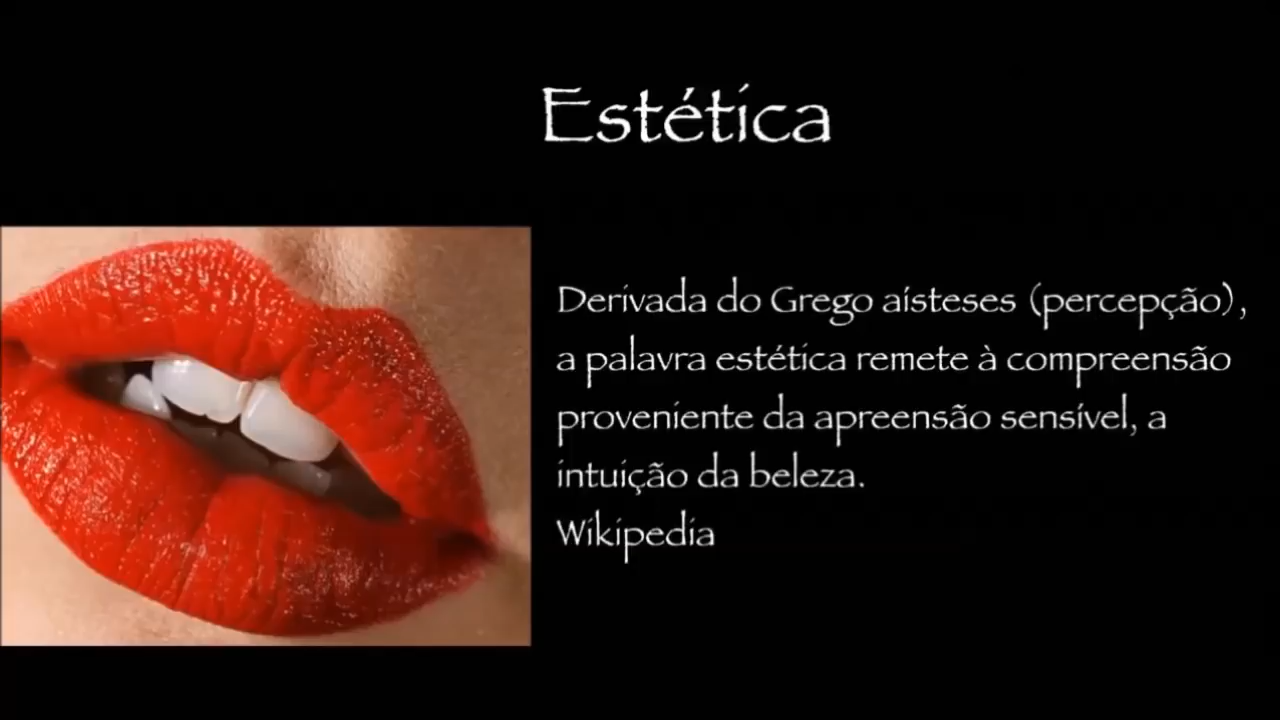 Estética
Derivada do Grego aísteses (percepção),
a palavra estética remete à compreensão
proveniente da apreensão sensível, a
intuição da beleza.
Wikipedia